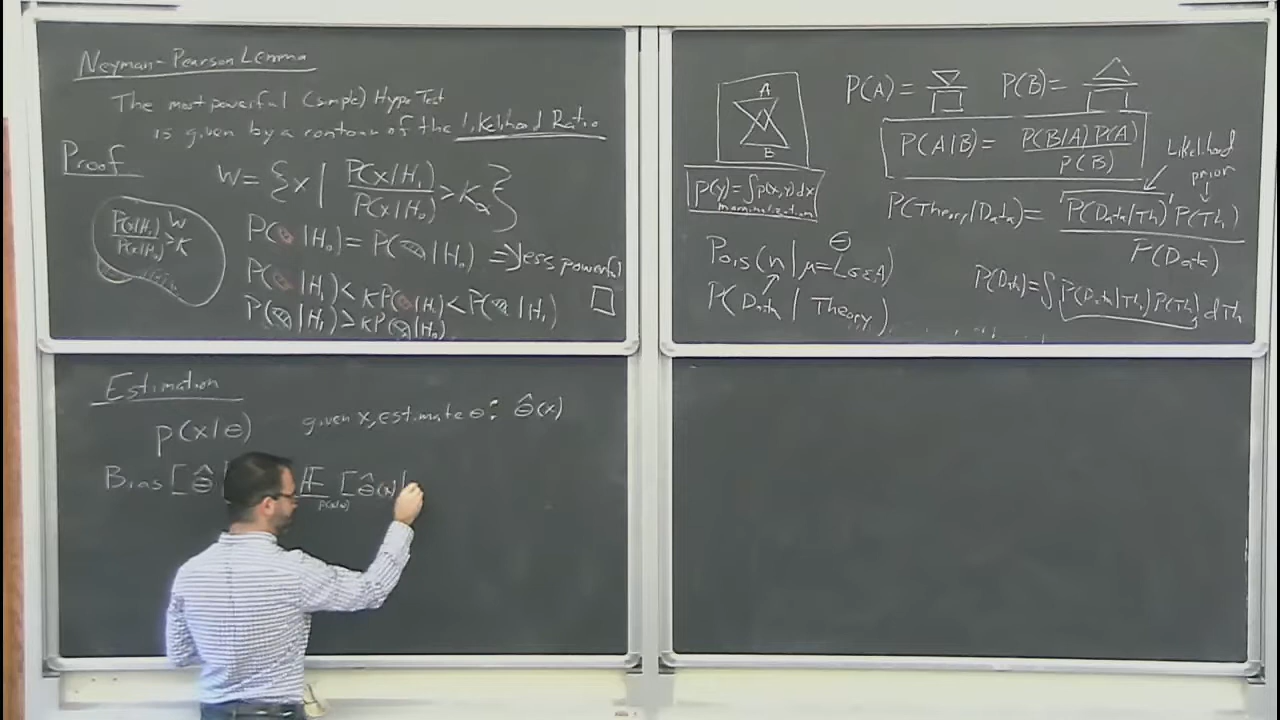 Neyman-Pearson Lemma
The most powerful (simple) Hypo Test
is given by a contour of the Likelihood Ratio
Proof
W = { x | P(x|H₁) / P(x|H₀) > Kα }
P(x|H₁) / P(x|H₀) > K W
P( |H₀) = P( |H₀) ⇒ less powerful
P( |H₁) < K P( |H₀) < P( |H₁) □
P( |H₁) > K P( |H₀)
Estimation
p(x|θ) given x, estimate θ: θ̂(x)
Bias [θ̂ 𝔼 [θ̂(x)|
p(x|θ)
A
B
P(A) = P(B) =
P(A|B) = P(B|A) P(A) / P(B)
Likelihood
prior
p(y) = ∫p(x,y)dx
marginalization
P(Theory|Data) = P(Data|Th) P(Th) / P(Data)
θ
Pois(n|μ=LσεA)
P(Data | Theory)
P(Data) = ∫P(Data|Th) P(Th) dTh